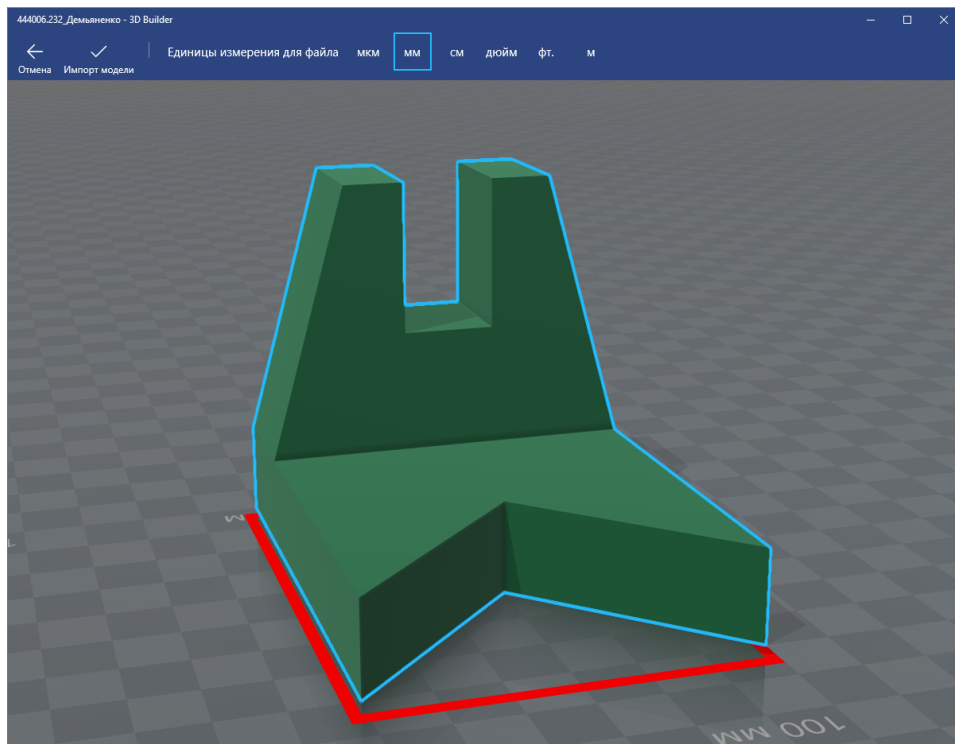 444006.232_Демьяненко - 3D Builder
Единицы измерения для файла мкм мм см дюйм фт. м
Отмена Импорт модели
100 мм